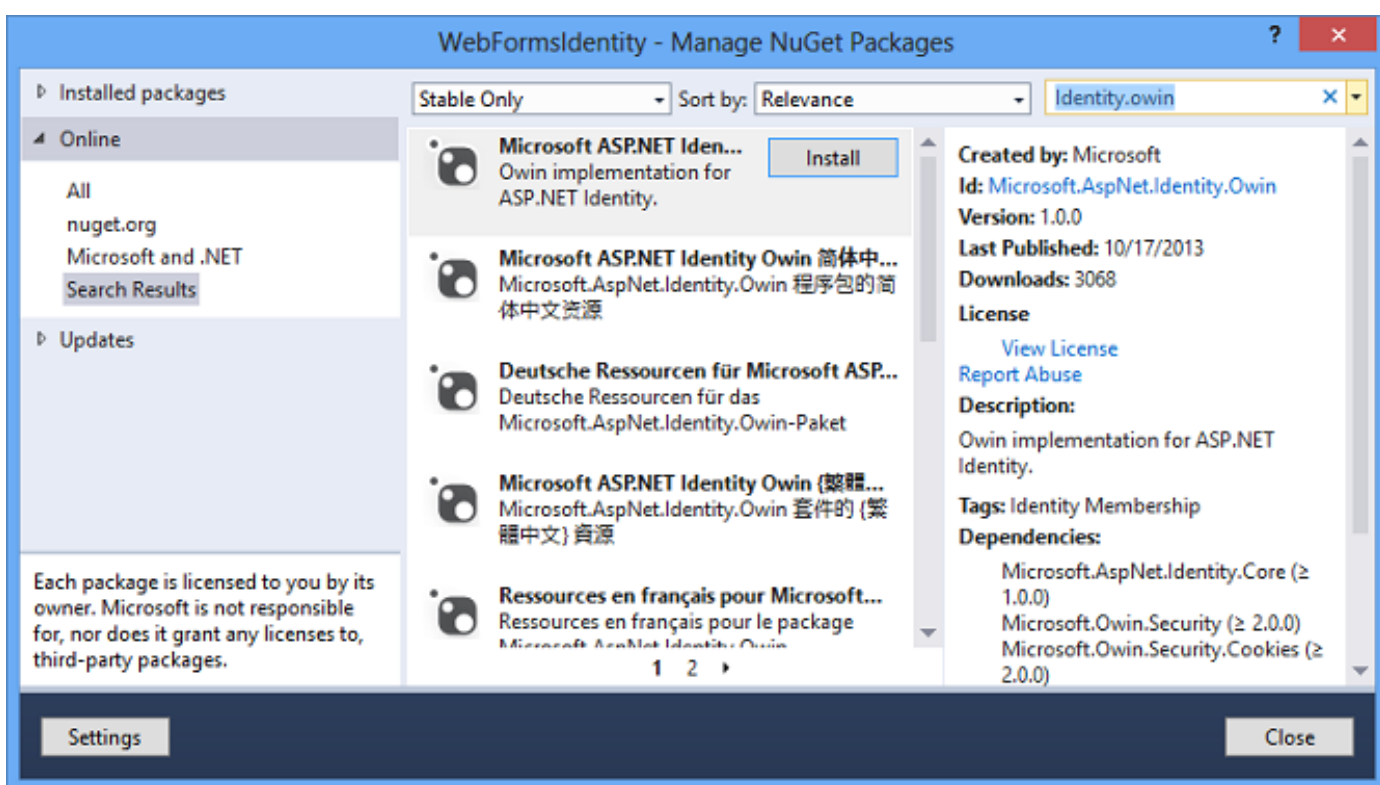 WebFormsIdentity - Manage NuGet Packages
?
Installed packages
Online
All
nuget.org
Microsoft and .NET
Search Results
Updates
Each package is licensed to you by its
owner. Microsoft is not responsible
for, nor does it grant any licenses to,
third-party packages.
Stable Only
Sort by: Relevance
Identity.owin
Microsoft ASP.NET Iden...
Install
Owin implementation for
ASP.NET Identity.
Microsoft ASP.NET Identity Owin 简体中...
Microsoft.AspNet.Identity.Owin 程序包的简
体中文资源
Deutsche Ressourcen für Microsoft ASP...
Deutsche Ressourcen für das
Microsoft.AspNet.Identity.Owin-Paket
Microsoft ASP.NET Identity Owin {繁體...
Microsoft.AspNet.Identity.Owin 套件的 {繁
體中文} 資源
Ressources en français pour Microsoft...
Ressources en français pour le package
Microsoft.AspNet.Identity.Owin
1 2
Created by: Microsoft
Id: Microsoft.AspNet.Identity.Owin
Version: 1.0.0
Last Published: 10/17/2013
Downloads: 3068
License
View License
Report Abuse
Description:
Owin implementation for ASP.NET
Identity.
Tags: Identity Membership
Dependencies:
Microsoft.AspNet.Identity.Core (≥
1.0.0)
Microsoft.Owin.Security (≥ 2.0.0)
Microsoft.Owin.Security.Cookies (≥
2.0.0)
Settings
Close